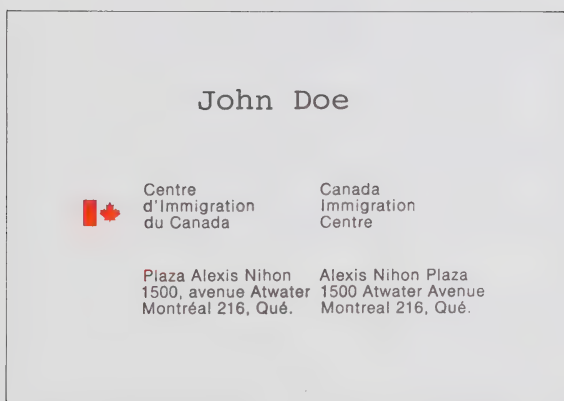 John Doe
Centre
d'Immigration
du Canada
Canada
Immigration
Centre
Plaza Alexis Nihon
1500, avenue Atwater
Montréal 216, Qué.
Alexis Nihon Plaza
1500 Atwater Avenue
Montreal 216, Qué.